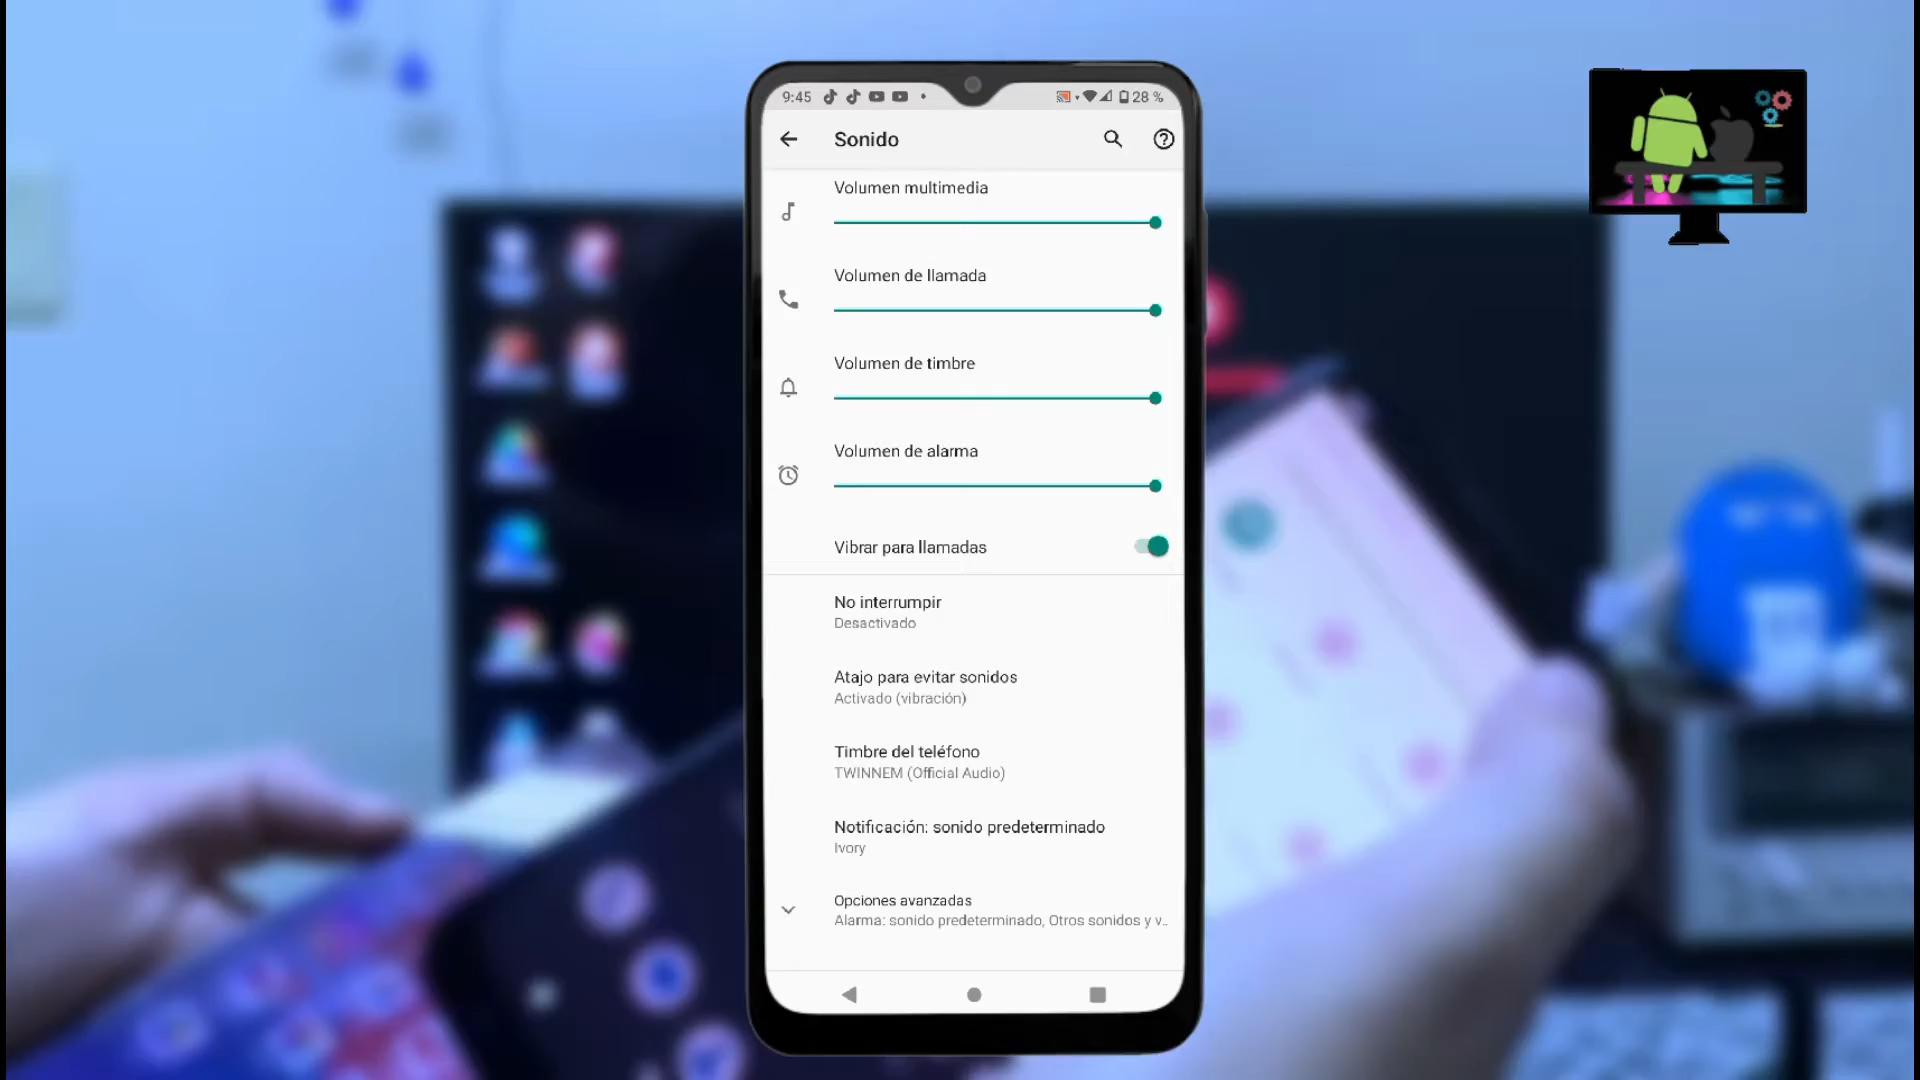 9:45
28 %
Sonido
Volumen multimedia
Volumen de llamada
Volumen de timbre
Volumen de alarma
Vibrar para llamadas
No interrumpir
Desactivado
Atajo para evitar sonidos
Activado (vibración)
Timbre del teléfono
TWINNEM (Official Audio)
Notificación: sonido predeterminado
Ivory
Opciones avanzadas
Alarma: sonido predeterminado, Otros sonidos y v..